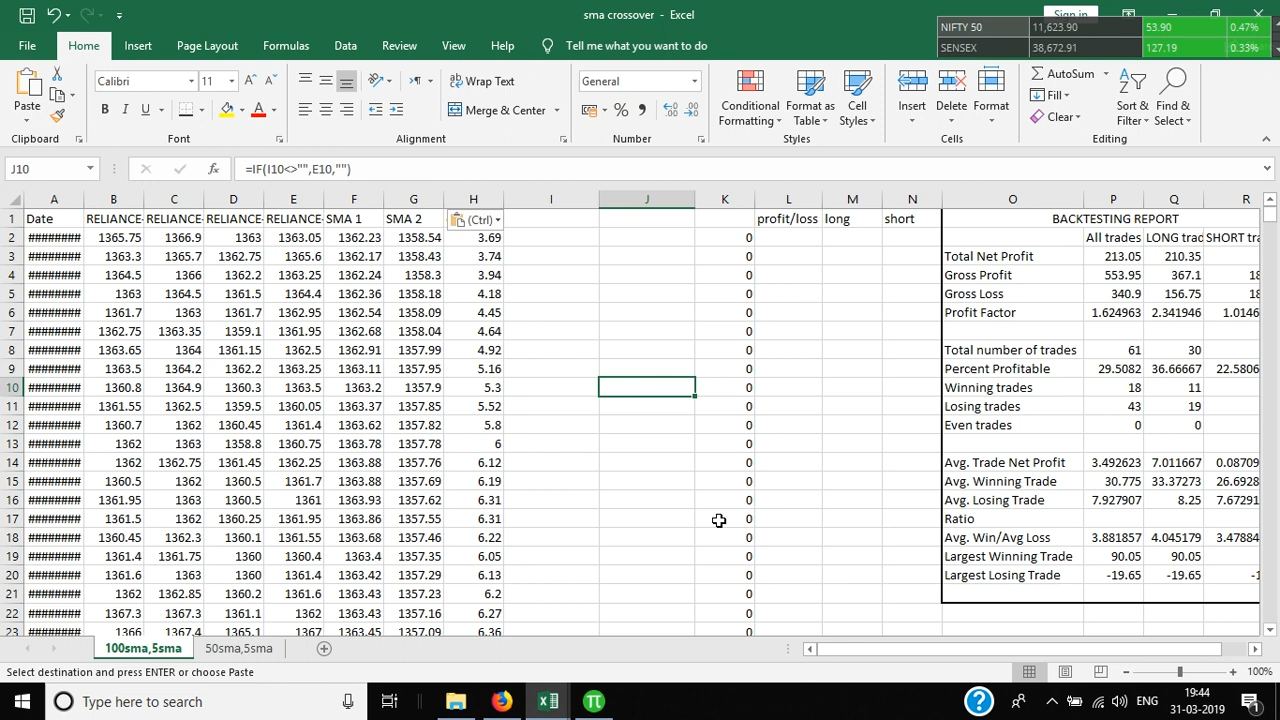 sma crossover - Excel
Sign in
NIFTY 50 11,623.90 53.90 0.47%
SENSEX 38,672.91 127.19 0.33%
File Home Insert Page Layout Formulas Data Review View Help Tell me what you want to do
Calibri 11 Wrap Text General
Paste Merge & Center Conditional Formatting Format as Table Cell Styles Insert Delete Format AutoSum Fill Clear Sort & Filter Find & Select
Clipboard Font Alignment Number Styles Cells Editing
J10 fx =IF(I10<>"",E10,"")
A B C D E F G H I J K L M N O P Q R
1 Date RELIANCE- RELIANCE- RELIANCE- RELIANCE- SMA 1 SMA 2 (Ctrl) profit/loss long short BACKTESTING REPORT
2 ######## 1365.75 1366.9 1363 1363.05 1362.23 1358.54 3.69 0 All trades LONG trad SHORT tra
3 ######## 1363.3 1365.7 1362.75 1365.6 1362.17 1358.43 3.74 0 Total Net Profit 213.05 210.35
4 ######## 1364.5 1366 1362.2 1363.25 1362.24 1358.3 3.94 0 Gross Profit 553.95 367.1 18
5 ######## 1363 1364.5 1361.5 1364.4 1362.36 1358.18 4.18 0 Gross Loss 340.9 156.75 18
6 ######## 1361.7 1363 1361.7 1362.95 1362.54 1358.09 4.45 0 Profit Factor 1.624963 2.341946 1.0146
7 ######## 1362.75 1363.35 1359.1 1361.95 1362.68 1358.04 4.64 0
8 ######## 1363.65 1364 1361.15 1362.5 1362.91 1357.99 4.92 0 Total number of trades 61 30
9 ######## 1363.5 1364.2 1362.2 1363.25 1363.11 1357.95 5.16 0 Percent Profitable 29.5082 36.66667 22.5806
10 ######## 1360.8 1364.9 1360.3 1363.5 1363.2 1357.9 5.3 0 Winning trades 18 11
11 ######## 1361.55 1362.5 1359.5 1360.05 1363.37 1357.85 5.52 0 Losing trades 43 19
12 ######## 1360.7 1362 1360.45 1361.4 1363.62 1357.82 5.8 0 Even trades 0 0
13 ######## 1362 1363 1358.8 1360.75 1363.78 1357.78 6 0
14 ######## 1362 1362.75 1361.45 1362.25 1363.88 1357.76 6.12 0 Avg. Trade Net Profit 3.492623 7.011667 0.08709
15 ######## 1360.5 1362 1360.5 1361.7 1363.88 1357.69 6.19 0 Avg. Winning Trade 30.775 33.37273 26.6928
16 ######## 1361.95 1363 1360.5 1361 1363.93 1357.62 6.31 0 Avg. Losing Trade 7.927907 8.25 7.67291
17 ######## 1361.5 1362 1360.25 1361.95 1363.86 1357.55 6.31 0 Ratio
18 ######## 1360.45 1362.3 1360.1 1361.55 1363.68 1357.46 6.22 0 Avg. Win/Avg Loss 3.881857 4.045179 3.47884
19 ######## 1361.4 1361.75 1360 1360.4 1363.4 1357.35 6.05 0 Largest Winning Trade 90.05 90.05
20 ######## 1361.6 1363 1360 1361.4 1363.42 1357.29 6.13 0 Largest Losing Trade -19.65 -19.65 -1
21 ######## 1362 1362.85 1360.2 1361.6 1363.43 1357.23 6.2 0
22 ######## 1367.3 1367.3 1361.1 1362 1363.43 1357.16 6.27 0
23 ######## 1366 1367.4 1365.1 1367 1363.45 1357.09 6.36 0
100sma,5sma 50sma,5sma
Select destination and press ENTER or choose Paste 100%
Type here to search ENG 19:44
31-03-2019